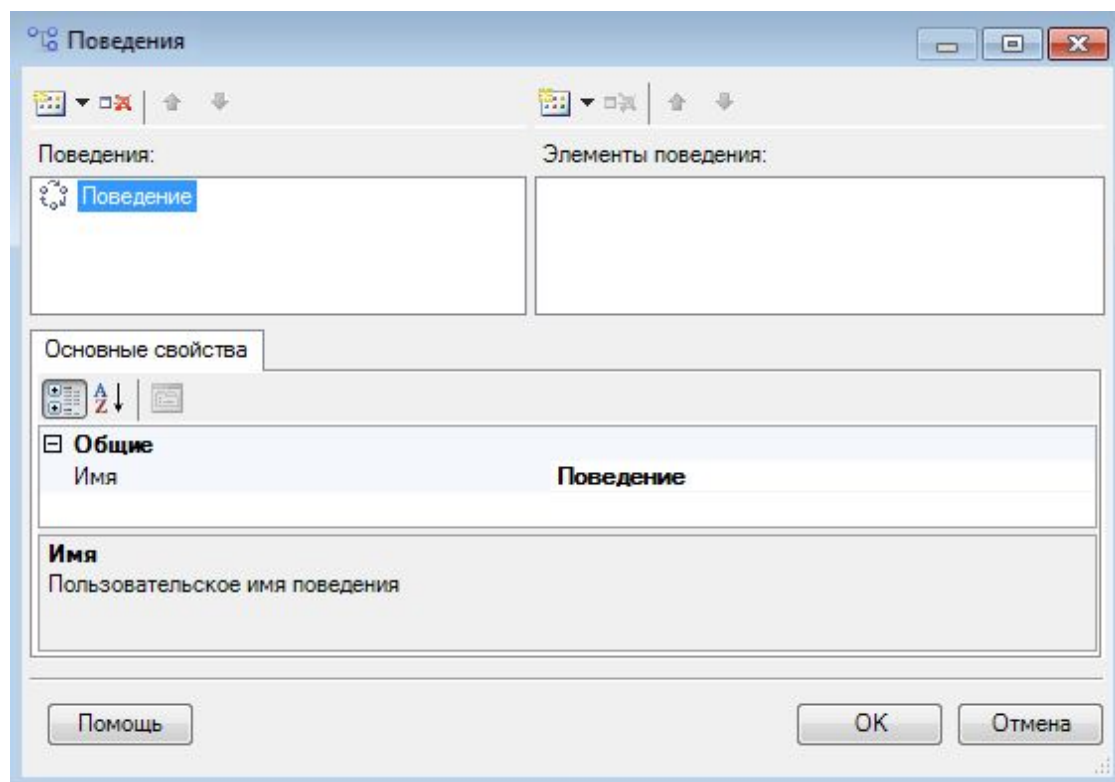 Поведения
Поведения:
Элементы поведения:
Поведение
Основные свойства
Общие
Имя Поведение
Имя
Пользовательское имя поведения
Помощь
OK
Отмена